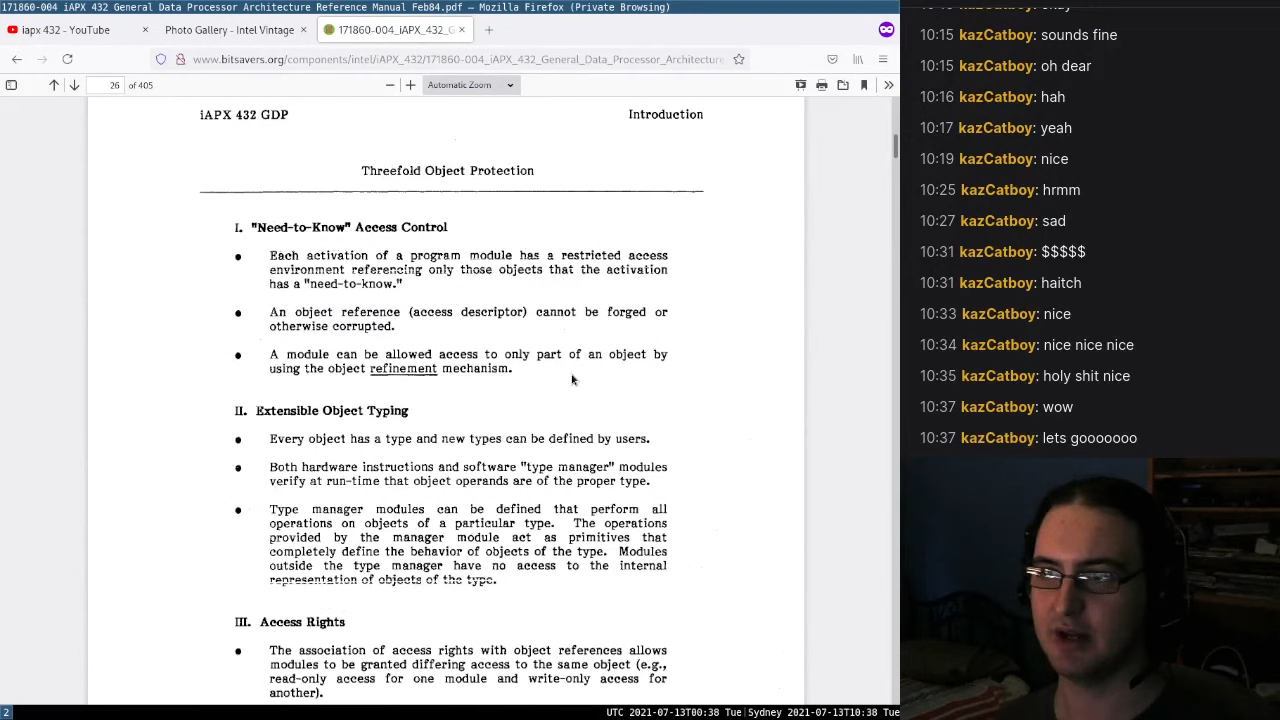 171860-004 iAPX 432 General Data Processor Architecture Reference Manual Feb84.pdf — Mozilla Firefox (Private Browsing)
iapx 432 - YouTube
Photo Gallery - Intel Vintage
171860-004_iAPX_432_G
www.bitsavers.org/components/intel/iAPX_432/171860-004_iAPX_432_General_Data_Processor_Architecture
26 of 405
Automatic Zoom
iAPX 432 GDP
Introduction
Threefold Object Protection
I. "Need-to-Know" Access Control
Each activation of a program module has a restricted access
environment referencing only those objects that the activation
has a "need-to-know."
An object reference (access descriptor) cannot be forged or
otherwise corrupted.
A module can be allowed access to only part of an object by
using the object refinement mechanism.
II. Extensible Object Typing
Every object has a type and new types can be defined by users.
Both hardware instructions and software "type manager" modules
verify at run-time that object operands are of the proper type.
Type manager modules can be defined that perform all
operations on objects of a particular type. The operations
provided by the manager module act as primitives that
completely define the behavior of objects of the type. Modules
outside the type manager have no access to the internal
representation of objects of the type.
III. Access Rights
The association of access rights with object references allows
modules to be granted differing access to the same object (e.g.,
read-only access for one module and write-only access for
another).
10:15 kazCatboy: sounds fine
10:15 kazCatboy: oh dear
10:16 kazCatboy: hah
10:17 kazCatboy: yeah
10:19 kazCatboy: nice
10:25 kazCatboy: hrmm
10:27 kazCatboy: sad
10:31 kazCatboy: $$$$$
10:31 kazCatboy: haitch
10:33 kazCatboy: nice
10:34 kazCatboy: nice nice nice
10:35 kazCatboy: holy shit nice
10:37 kazCatboy: wow
10:37 kazCatboy: lets gooooooo
2
UTC 2021-07-13T00:38 Tue|Sydney 2021-07-13T10:38 Tue